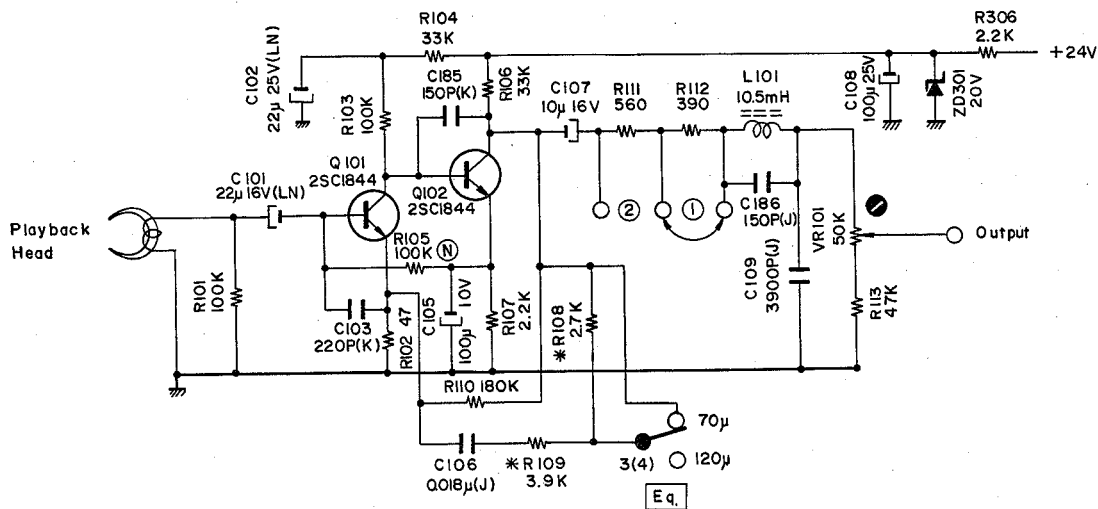 R104
33K
R306
2.2K
+24V
C102
22µ 25V(LN)
R103
100K
C185
150P(K)
R106
33K
C107
10µ 16V
R111
560
R112
390
L101
10.5mH
C108
100µ 25V
ZD301
20V
C101
22µ16V(LN)
Q101
2SC1844
Q102
2SC1844
Playback
Head
R101
100K
R105
100K
N
C103
220P(K)
R102 47
C105
100µ 10V
R107
2.2K
*R108
2.7K
2
1
C186
150P(J)
C109
3900P(J)
VR101
50K
Output
R113
47K
R110 180K
C106
0.018µ(J)
*R109
3.9K
3(4)
70µ
120µ
Eq.